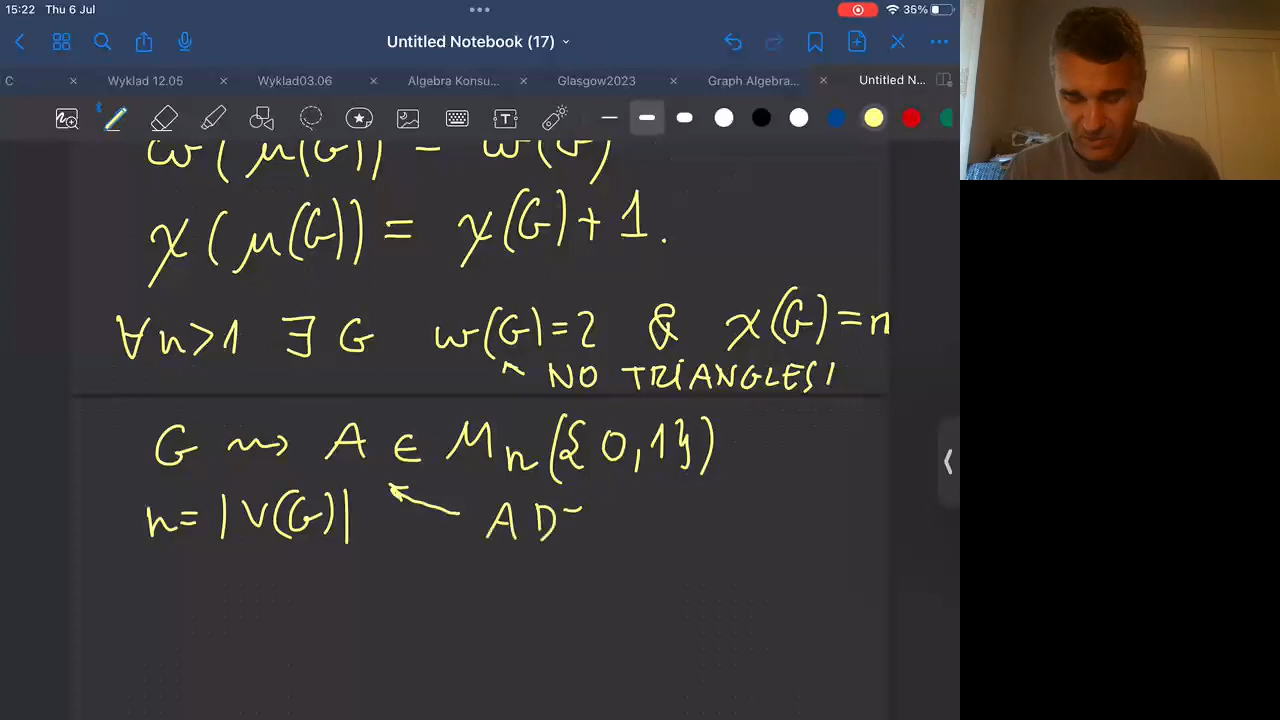 15:22 Thu 6 Jul 35%
Untitled Notebook (17)
C Wyklad 12.05 Wyklad03.06 Algebra Konsu... Glasgow2023 Graph Algebra... Untitled N...
ω(μ(G)) = ω(G)
χ(μ(G)) = χ(G)+1.
∀n>1 ∃G ω(G)=2 & χ(G)=n
NO TRIANGLES!
G ⇝ A ∈ Mn({0,1})
n=|V(G)| AD